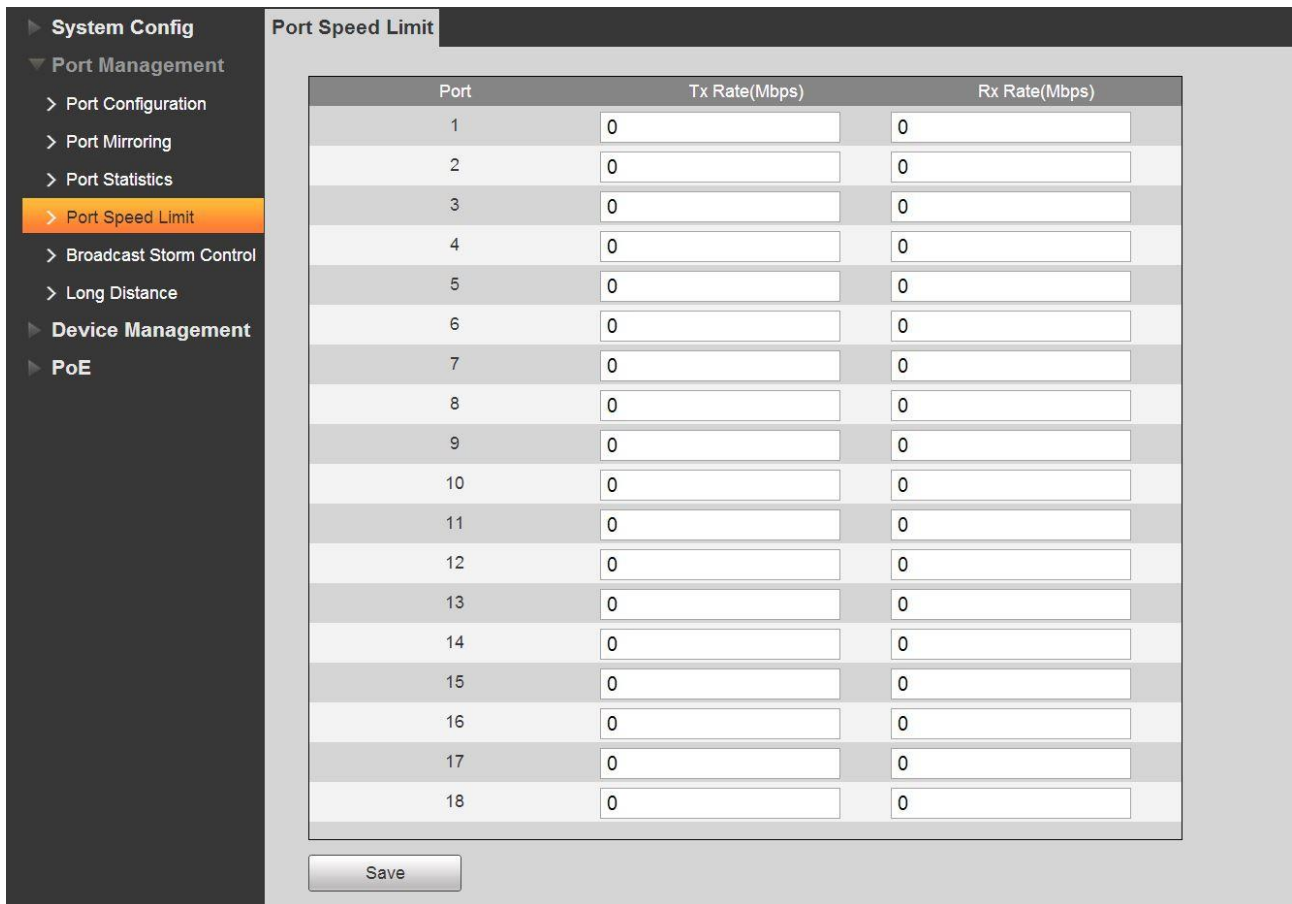 System Config
Port Management
> Port Configuration
> Port Mirroring
> Port Statistics
> Port Speed Limit
> Broadcast Storm Control
> Long Distance
Device Management
PoE
Port Speed Limit
Port Tx Rate(Mbps) Rx Rate(Mbps)
1 0 0
2 0 0
3 0 0
4 0 0
5 0 0
6 0 0
7 0 0
8 0 0
9 0 0
10 0 0
11 0 0
12 0 0
13 0 0
14 0 0
15 0 0
16 0 0
17 0 0
18 0 0
Save